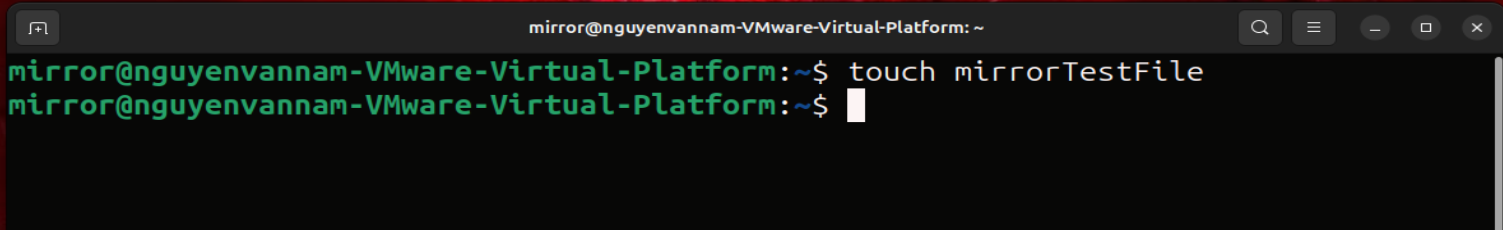 mirror@nguyenvannam-VMware-Virtual-Platform: ~
mirror@nguyenvannam-VMware-Virtual-Platform:~$ touch mirrorTestFile
mirror@nguyenvannam-VMware-Virtual-Platform:~$